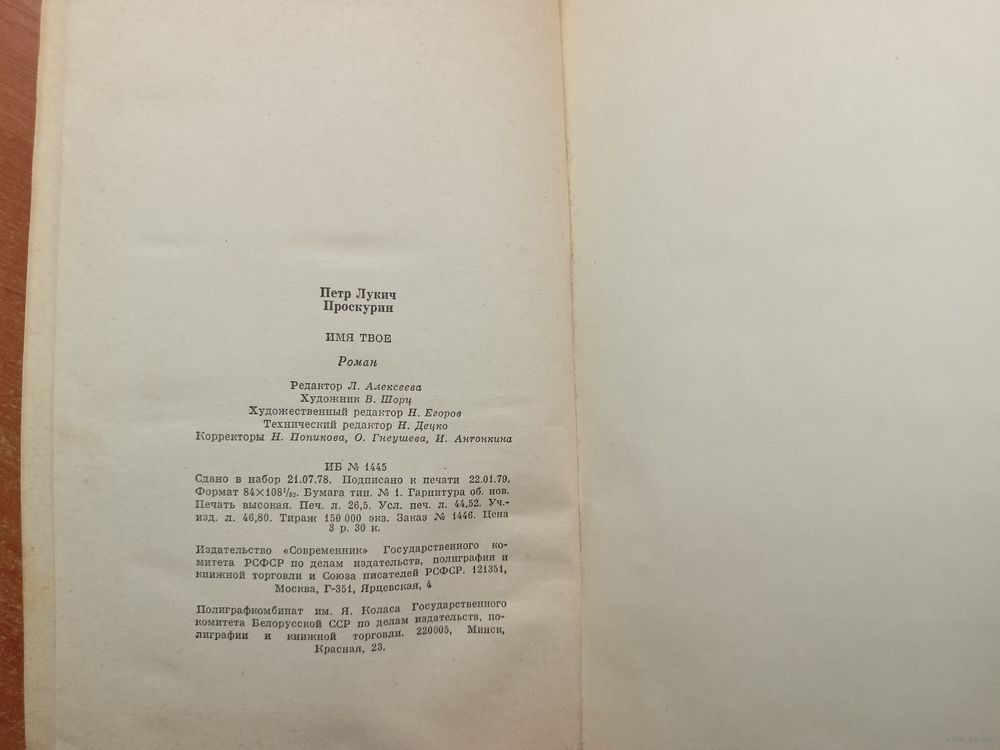 Петр Лукич
Проскурин
ИМЯ ТВОЕ
Роман
Редактор Л. Алексеева
Художник В. Шорц
Художественный редактор Н. Егоров
Технический редактор Н. Децко
Корректоры Н. Попикова, О. Гнеушева, И. Антонкина
ИБ № 1445
Сдано в набор 21.07.78. Подписано к печати 22.01.79.
Формат 84×108¹/₃₂. Бумага тип. № 1. Гарнитура об. нов.
Печать высокая. Печ. л. 26,5. Усл. печ. л. 44,52. Уч.-
изд. л. 46,80. Тираж 150 000 экз. Заказ № 1446. Цена
3 р. 30 к.
Издательство «Современник» Государственного ко-
митета РСФСР по делам издательств, полиграфии и
книжной торговли и Союза писателей РСФСР. 121351,
Москва, Г-351, Ярцевская, 4
Полиграфкомбинат им. Я. Коласа Государственного
комитета Белорусской ССР по делам издательств, по-
лиграфии и книжной торговли. 220005, Минск,
Красная, 23.
www.ay.by